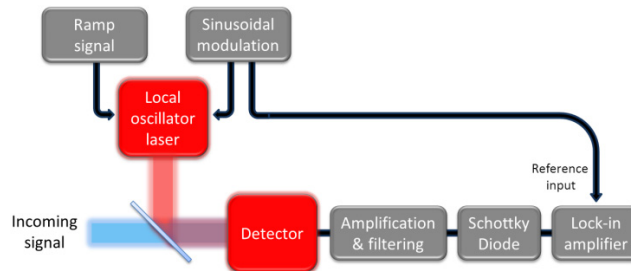 Ramp
signal
Sinusoidal
modulation
Local
oscillator
laser
Reference
input
Incoming
signal
Detector
Amplification
& filtering
Schottky
Diode
Lock-in
amplifier